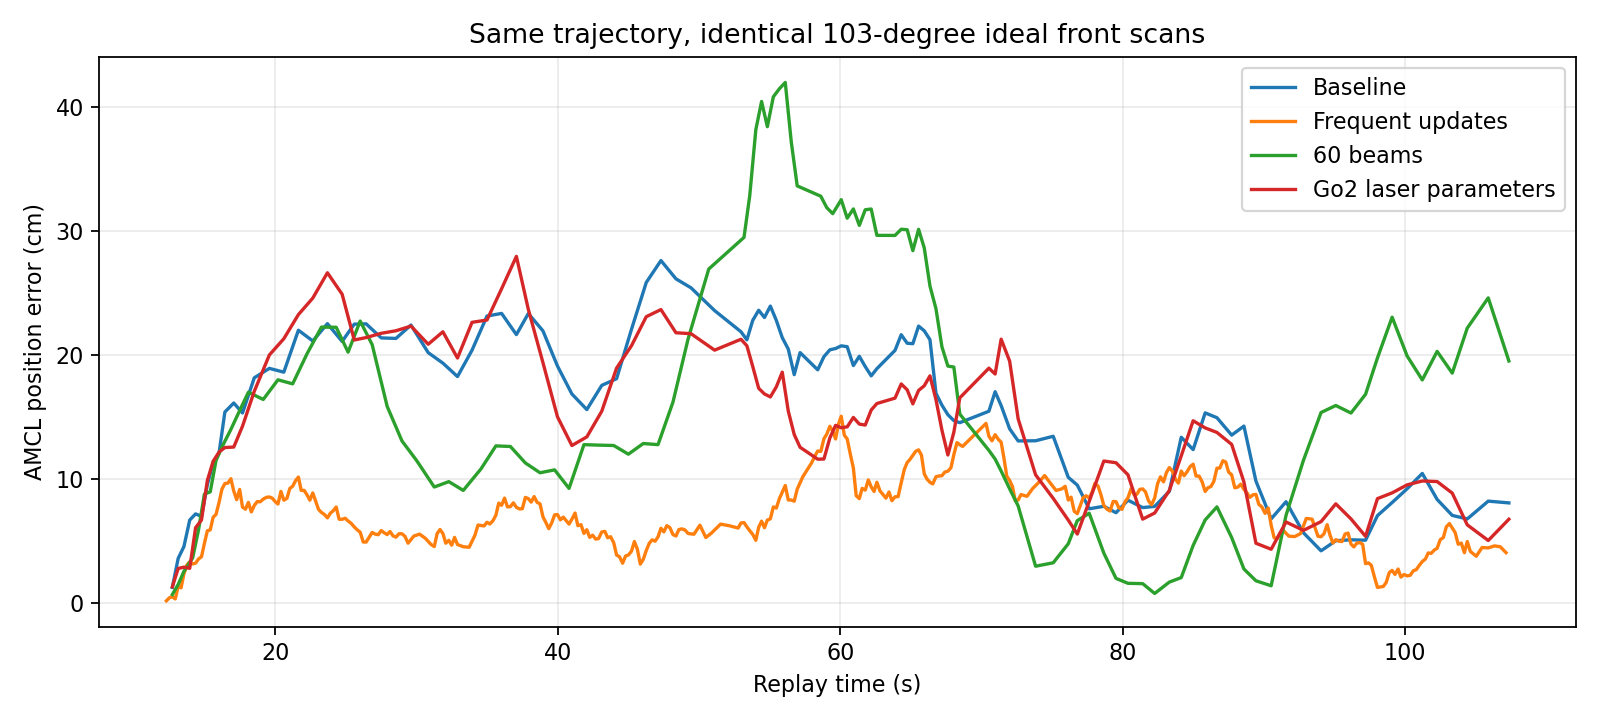 Same trajectory, identical 103-degree ideal front scans
AMCL position error (cm)
40
30
20
10
0
Baseline
Frequent updates
60 beams
Go2 laser parameters
20
40
60
80
100
Replay time (s)